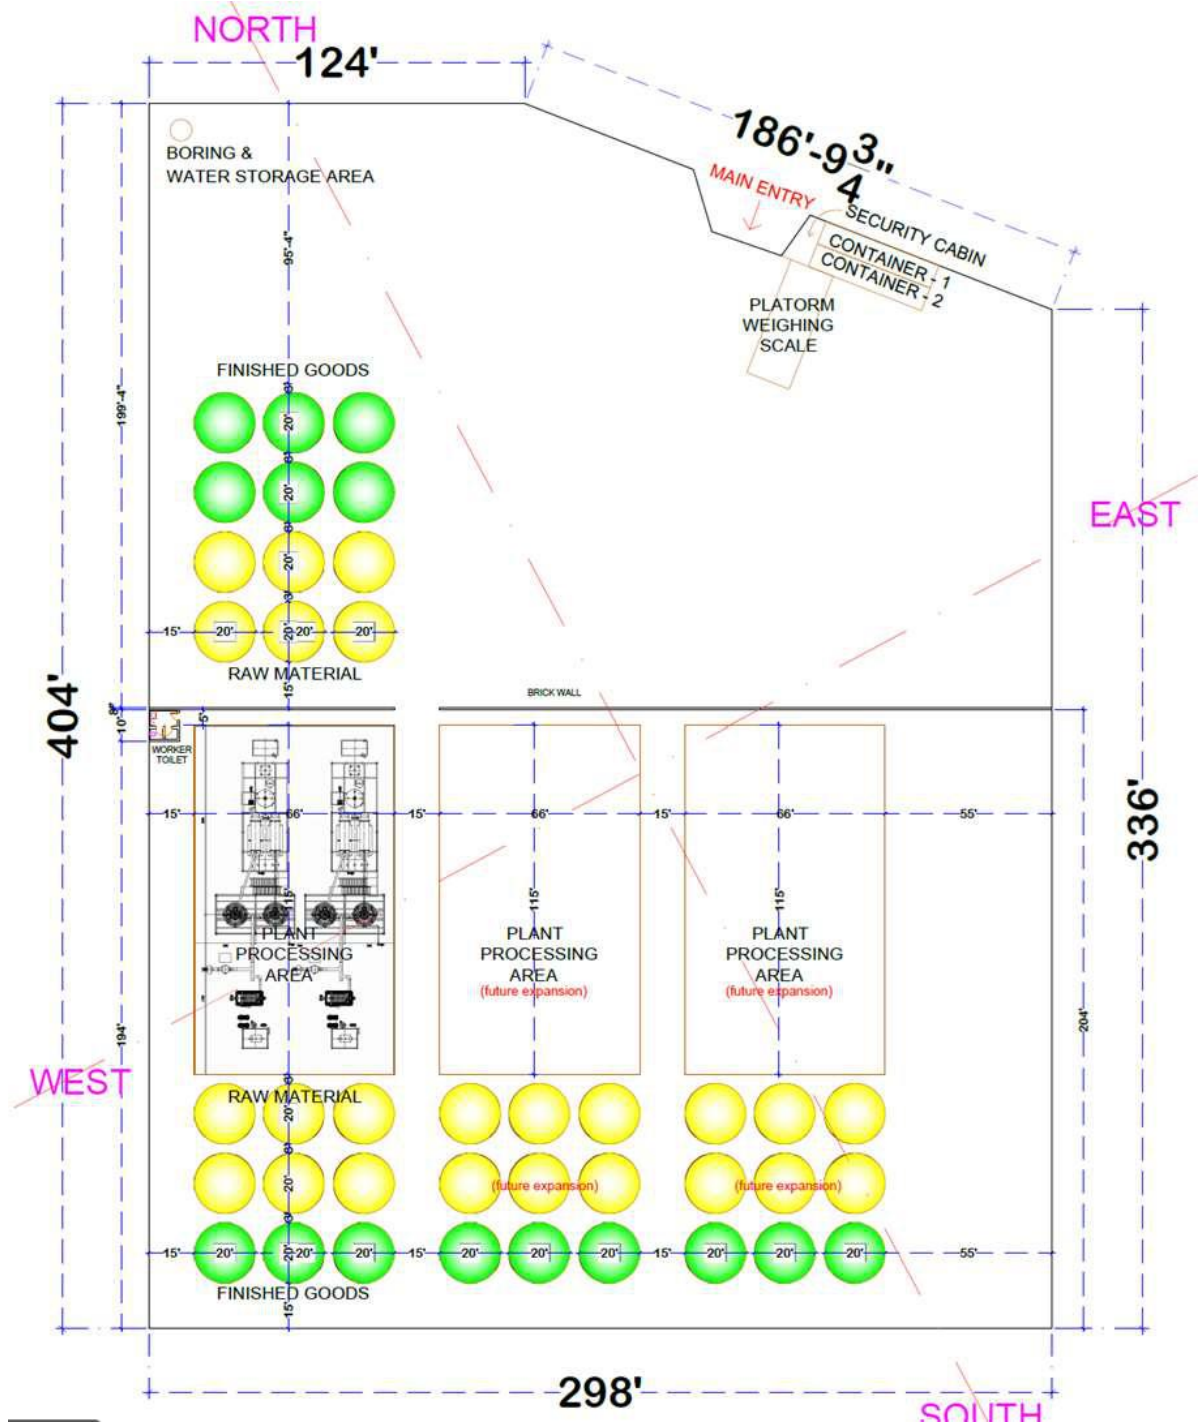 NORTH
124'
186'-9 3/4"
BORING &
WATER STORAGE AREA
MAIN ENTRY
SECURITY CABIN
CONTAINER - 1
CONTAINER - 2
95'-4"
PLATORM
WEIGHING
SCALE
FINISHED GOODS
199'-4"
6'
20'
6'
20'
EAST
6'
20'
15'
20'
20'
20'
20'
RAW MATERIAL
15'
BRICK WALL
404'
8"
10'
5'
WORKER
TOILET
15'
66'
15'
66'
15'
66'
55'
336'
115'
115'
115'
PLANT
PROCESSING
AREA
PLANT
PROCESSING
AREA
(future expansion)
PLANT
PROCESSING
AREA
(future expansion)
194'
204'
WEST
RAW MATERIAL
20'
6'
20'
(future expansion)
(future expansion)
15'
20'
20'
20'
20'
15'
20'
20'
20'
15'
20'
20'
20'
55'
FINISHED GOODS
15'
298'
SOUTH